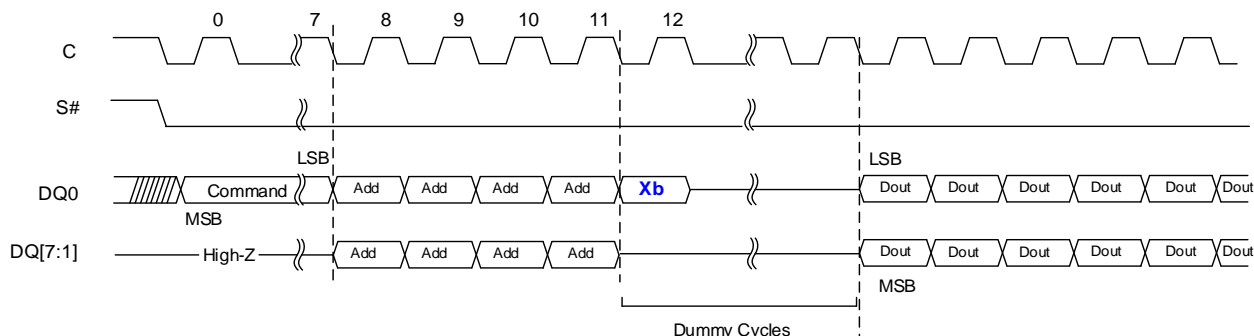 0 7 8 9 10 11 12
C
S#
LSB LSB
DQ0 Command Add Add Add Add Xb Dout Dout Dout Dout Dout Dout
MSB
DQ[7:1] High-Z Add Add Add Add Dout Dout Dout Dout Dout Dout
MSB
Dummy Cycles